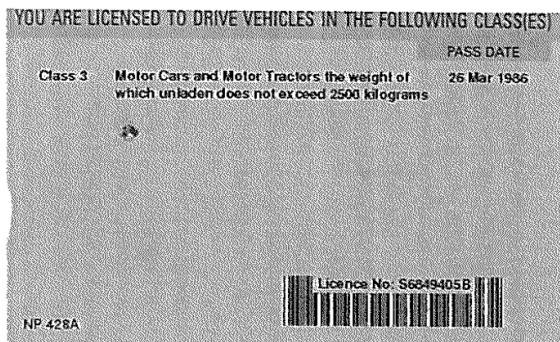 YOU ARE LICENSED TO DRIVE VEHICLES IN THE FOLLOWING CLASS(ES)
PASS DATE
Class 3 Motor Cars and Motor Tractors the weight of 26 Mar 1986
which unladen does not exceed 2500 kilograms
Licence No: S6849405B
NP 428A